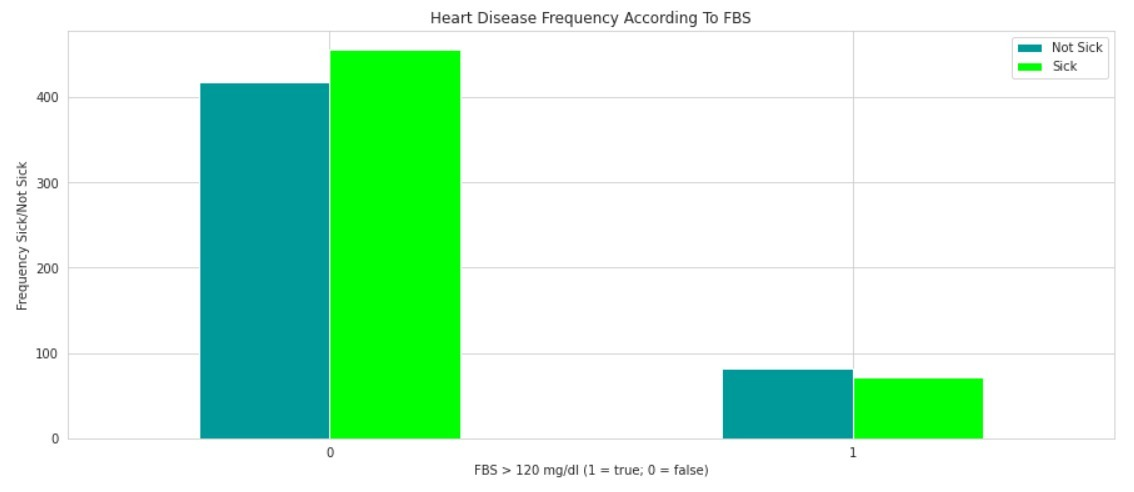 Heart Disease Frequency According To FBS
Not Sick
Sick
Frequency Sick/Not Sick
400
300
200
100
0
0 1
FBS > 120 mg/dl (1 = true; 0 = false)